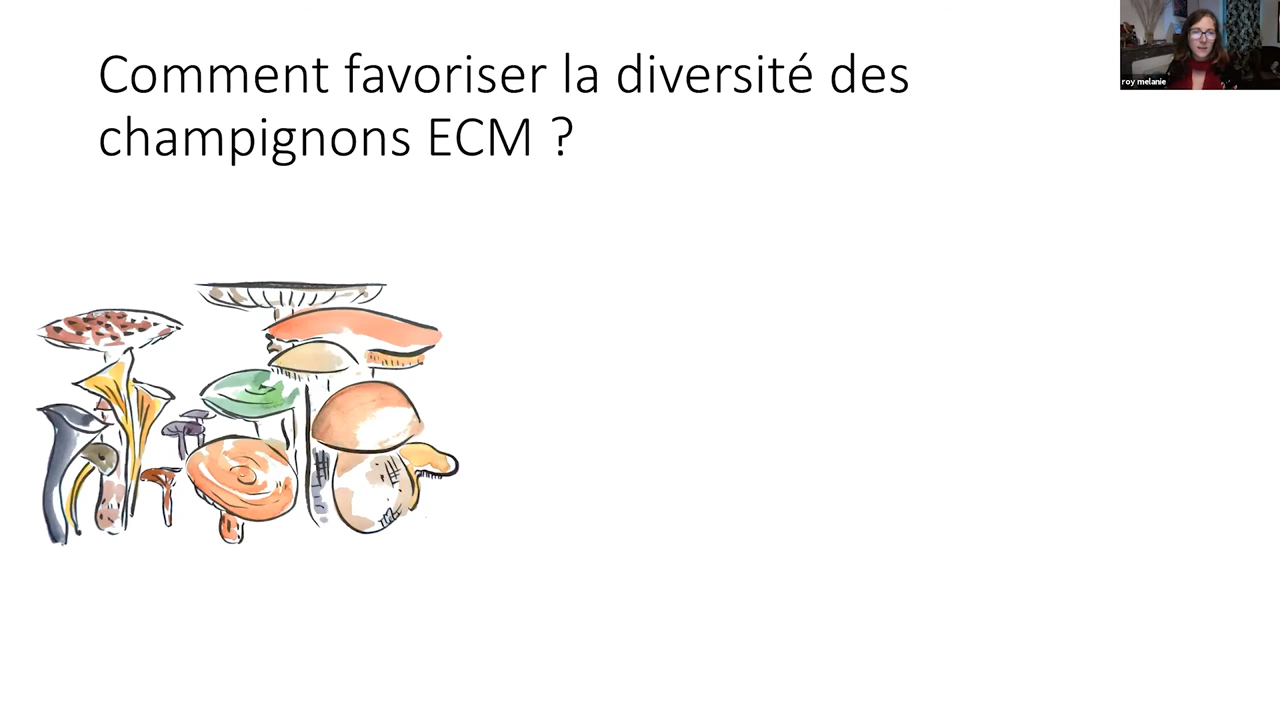 Comment favoriser la diversité des
champignons ECM ?
roy melanie